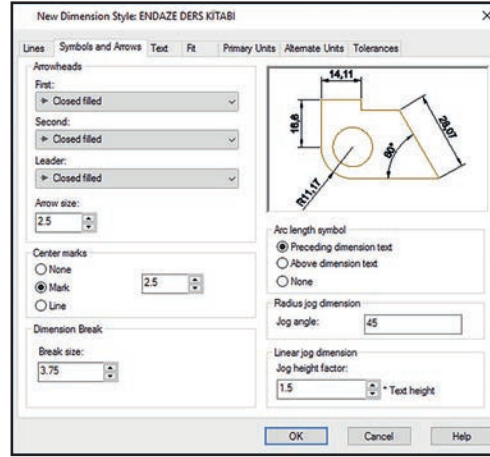 New Dimension Style: ENDAZE DERS KİTABI
Lines Symbols and Arrows Text Fit Primary Units Alternate Units Tolerances
Arrowheads
First:
Closed filled
Second:
Closed filled
Leader:
Closed filled
Arrow size:
2.5
Center marks
None
Mark
Line
2.5
Dimension Break
Break size:
3.75
14,11
16,6
28,07
60°
R11,17
Arc length symbol
Preceding dimension text
Above dimension text
None
Radius jog dimension
Jog angle: 45
Linear jog dimension
Jog height factor:
1.5 * Text height
OK Cancel Help